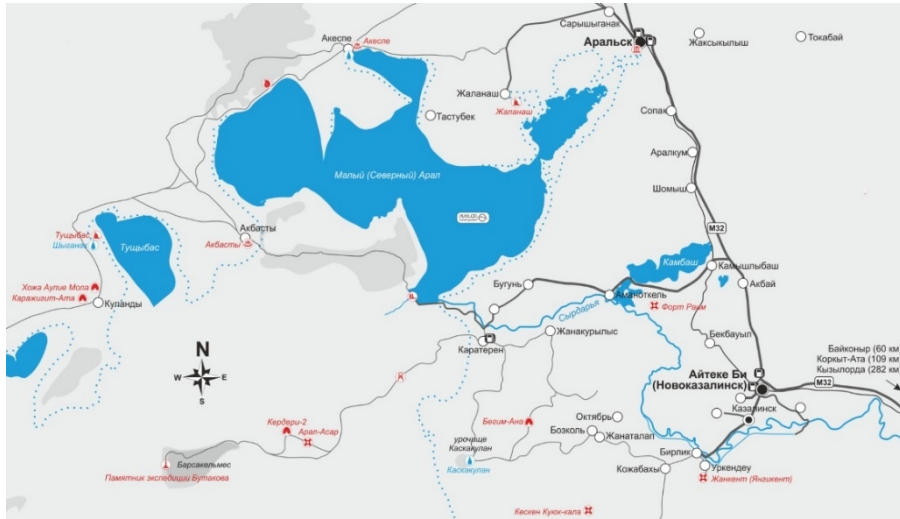 Сарышыганак
Аральск
Жаксыкылыш
Токабай
Акеспе
Акеспе
Жаланаш
Жаланаш
Тастубек
Сопак
Аралкум
Шомыш
Малый (Северный) Арал
M32
Тущыбас
Шыганак
Тущыбас
Акбасты
Акбасты
Камбаш
Камышлыбаш
Акбай
Хожа Аулие Мола
Каражигит-Ата
Куланды
Бугунь
Аманоткель
Сырдарья
Форт Раим
Каратерен
Жанакурылыс
Бекбауыл
N
W
E
S
Байконыр (60 км)
Коркыт-Ата (109 км)
Кызылорда (282 км)
Айтеке Би
(Новоказалинск)
M32
Казалинск
Кердери-2
Арал-Асар
Бегим-Ана
Октябрь
Бозколь
Жанаталап
урочище
Каскакулан
Каскакулан
Барсакельмес
Памятник экспедиции Бутакова
Бирлик
Кожабахы
Уркендеу
Жанкент (Янгикент)
Кескен Куюк-кала